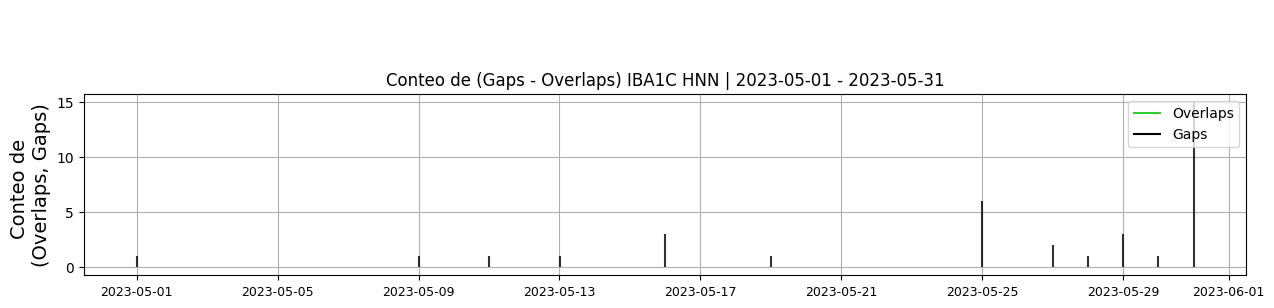 Conteo de (Gaps - Overlaps) IBA1C HNN | 2023-05-01 - 2023-05-31
Conteo de
(Overlaps, Gaps)
15
10
5
0
Overlaps
Gaps
2023-05-01 2023-05-05 2023-05-09 2023-05-13 2023-05-17 2023-05-21 2023-05-25 2023-05-29 2023-06-01